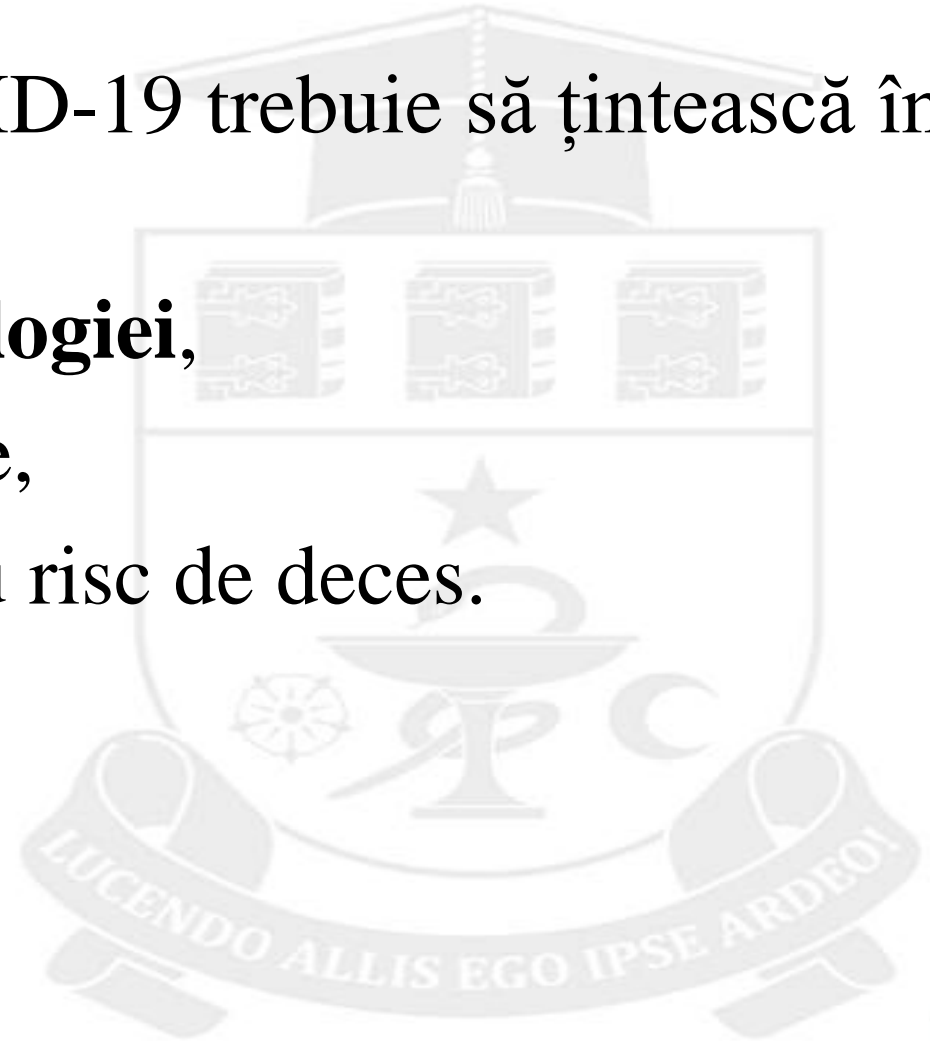 D-19 trebuie să țintească în
logiei,
e,
risc de deces.
LUCENDO ALLIS EGO IPSE ARDEO!